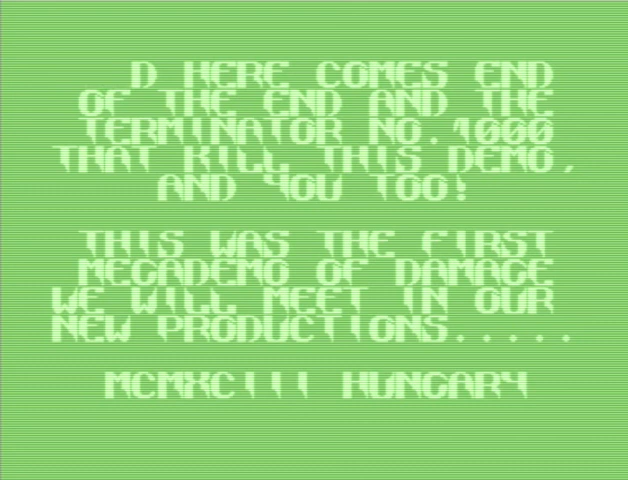 D HERE COMES END
OF THE END AND THE
TERMINATOR NO.1000
THAT KILL THIS DEMO,
AND YOU TOO!
THIS WAS THE FIRST
MEGADEMO OF DAMAGE
WE WILL MEET IN OUR
NEW PRODUCTIONS.....
MCMXCIII HUNGARY